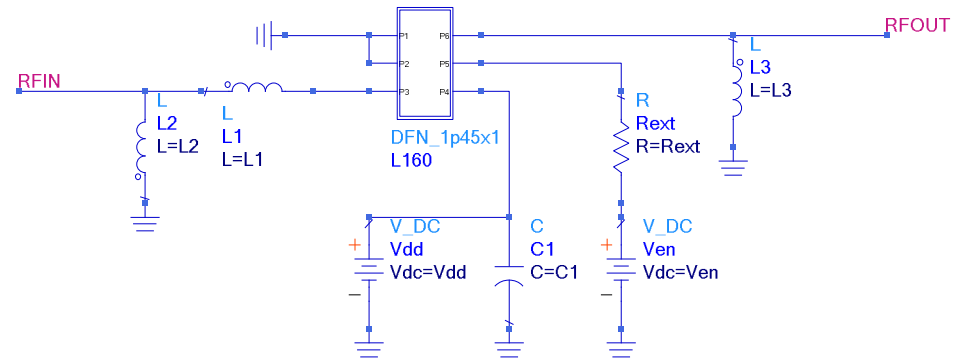 RFOUT
P1
P6
P2
P5
P3
P4
RFIN
L
L3
L=L3
L
L2
L=L2
L
L1
L=L1
R
Rext
R=Rext
DFN_1p45x1
L160
+
V_DC
Vdd
Vdc=Vdd
−
C
C1
C=C1
+
V_DC
Ven
Vdc=Ven
−